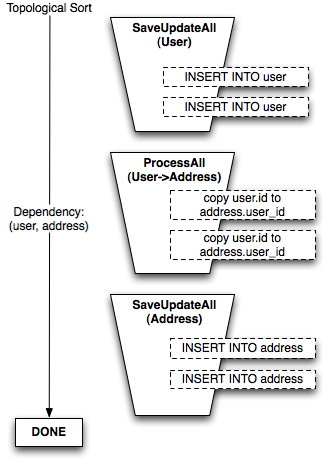 Topological Sort
SaveUpdateAll
(User)
INSERT INTO user
INSERT INTO user
ProcessAll
(User->Address)
copy user.id to
address.user_id
copy user.id to
address.user_id
Dependency:
(user, address)
SaveUpdateAll
(Address)
INSERT INTO address
INSERT INTO address
DONE